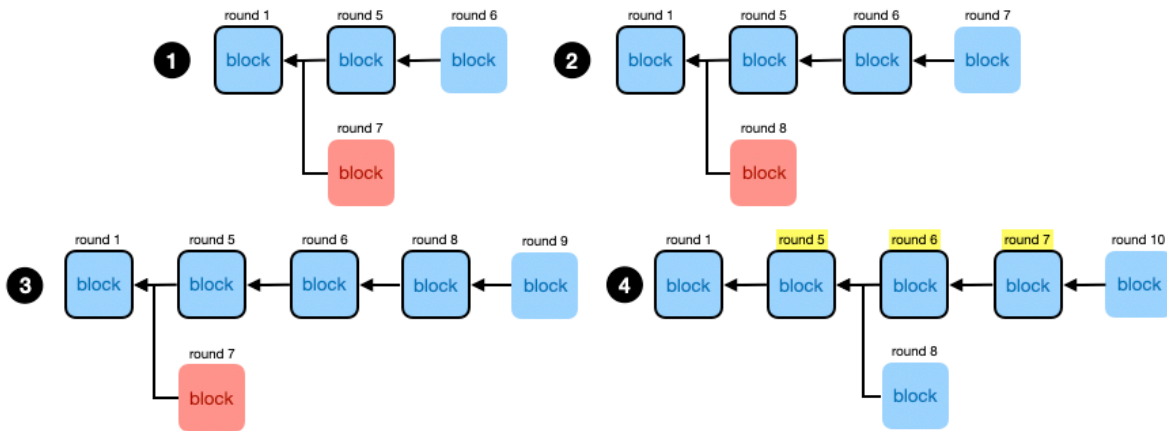 round 1 round 5 round 6
1 block block block
round 7
block
round 1 round 5 round 6 round 7
2 block block block block
round 8
block
round 1 round 5 round 6 round 8 round 9
3 block block block block block
round 7
block
round 1 round 5 round 6 round 7 round 10
4 block block block block block
round 8
block